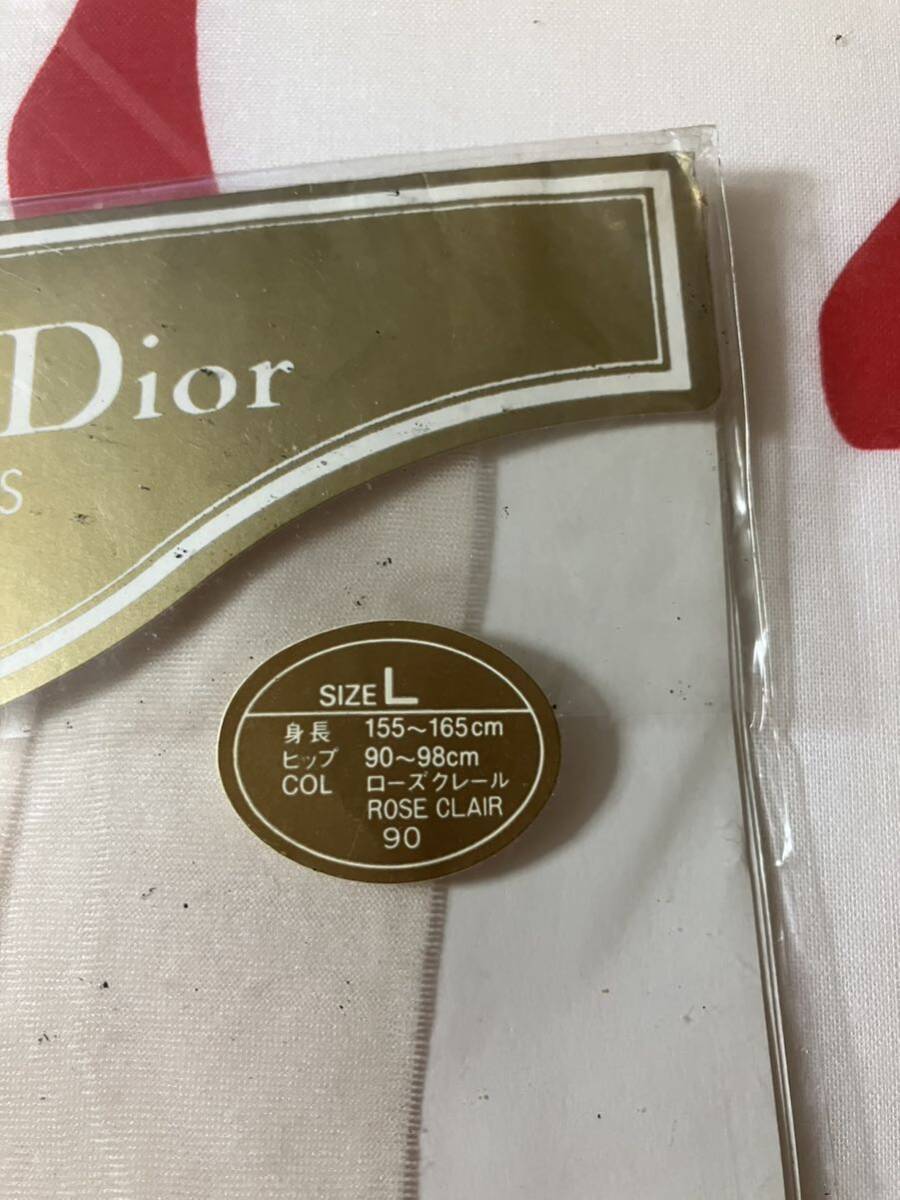 Dior
S
SIZE L
身長 155～165cm
ヒップ 90～98cm
COL ローズクレール
ROSE CLAIR
90